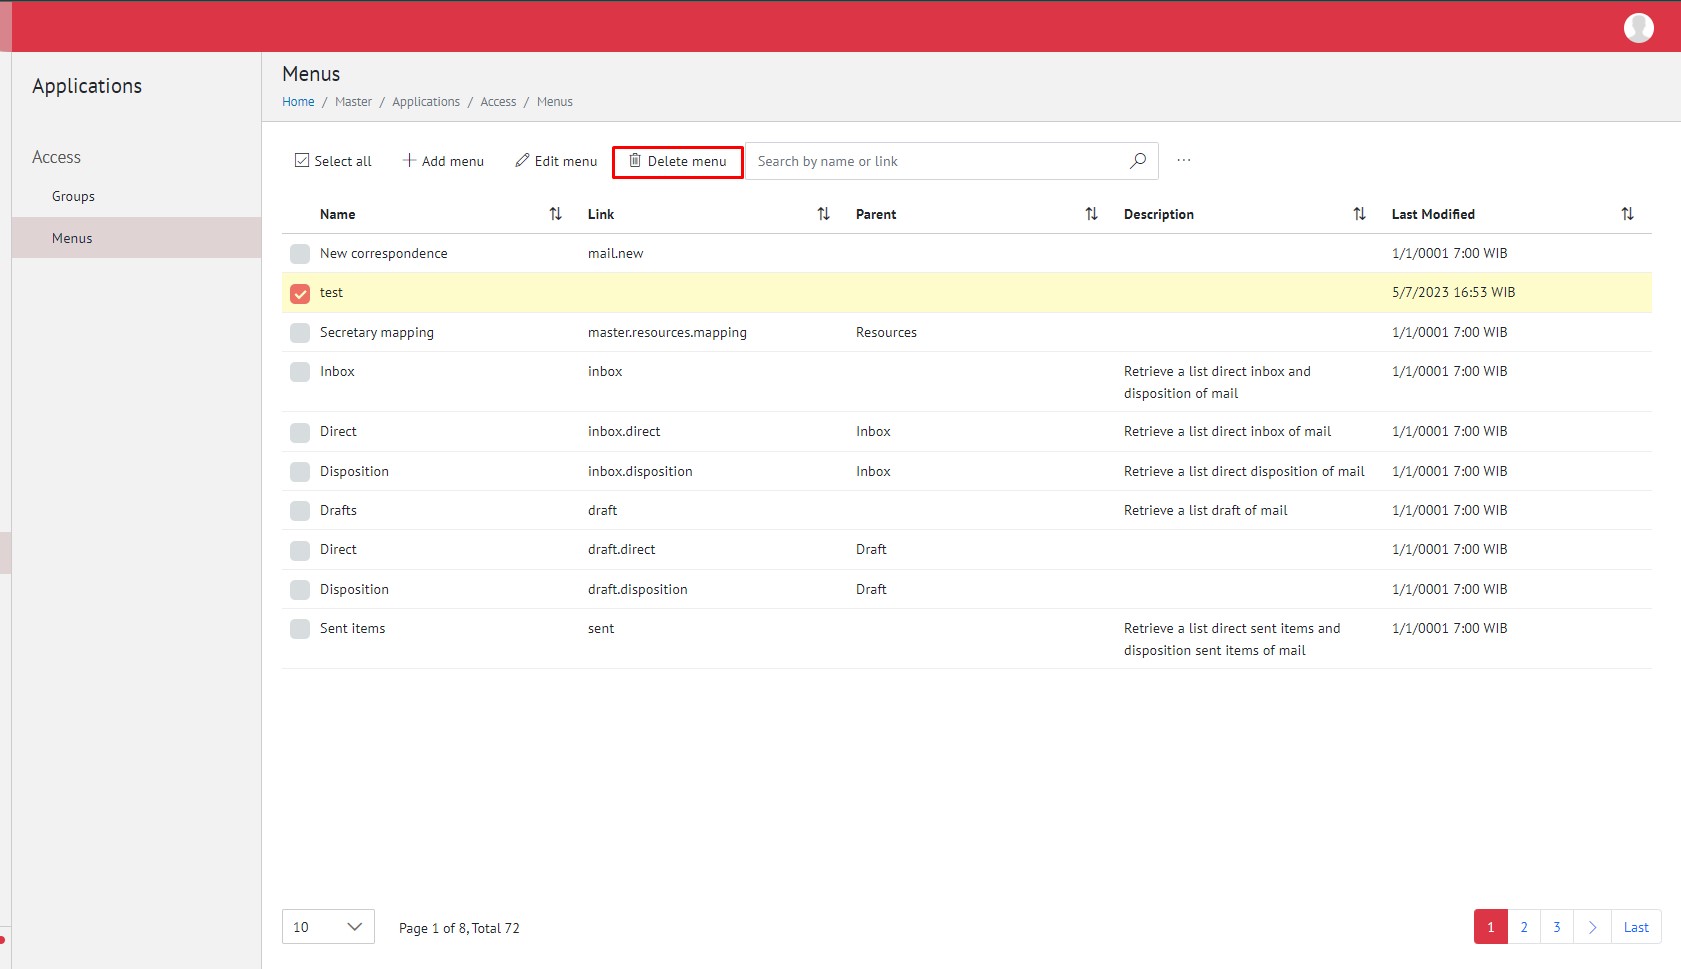 Applications
Access
Groups
Menus
Menus
Home / Master / Applications / Access / Menus
Select all Add menu Edit menu Delete menu Search by name or link ...
Name Link Parent Description Last Modified
New correspondence mail.new 1/1/0001 7:00 WIB
test 5/7/2023 16:53 WIB
Secretary mapping master.resources.mapping Resources 1/1/0001 7:00 WIB
Inbox inbox Retrieve a list direct inbox and 1/1/0001 7:00 WIB
disposition of mail
Direct inbox.direct Inbox Retrieve a list direct inbox of mail 1/1/0001 7:00 WIB
Disposition inbox.disposition Inbox Retrieve a list direct disposition of mail 1/1/0001 7:00 WIB
Drafts draft Retrieve a list draft of mail 1/1/0001 7:00 WIB
Direct draft.direct Draft 1/1/0001 7:00 WIB
Disposition draft.disposition Draft 1/1/0001 7:00 WIB
Sent items sent Retrieve a list direct sent items and 1/1/0001 7:00 WIB
disposition sent items of mail
10 Page 1 of 8, Total 72 1 2 3 > Last